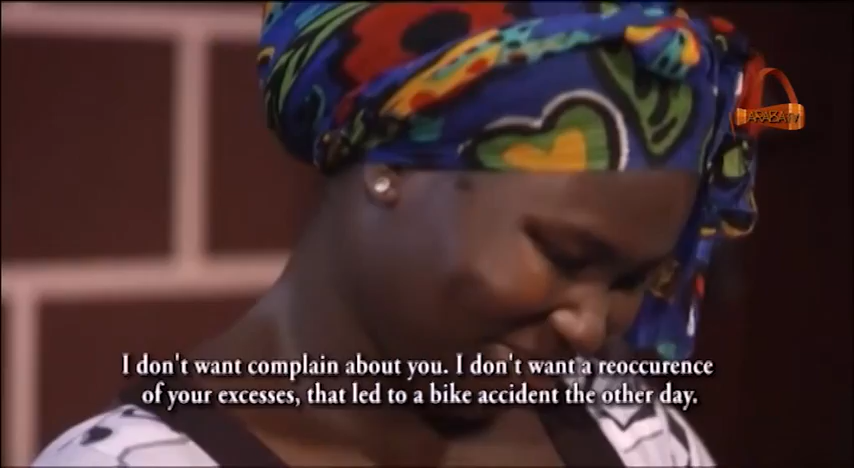 ARABATV
I don't want complain about you. I don't want a reoccurence
of your excesses, that led to a bike accident the other day.